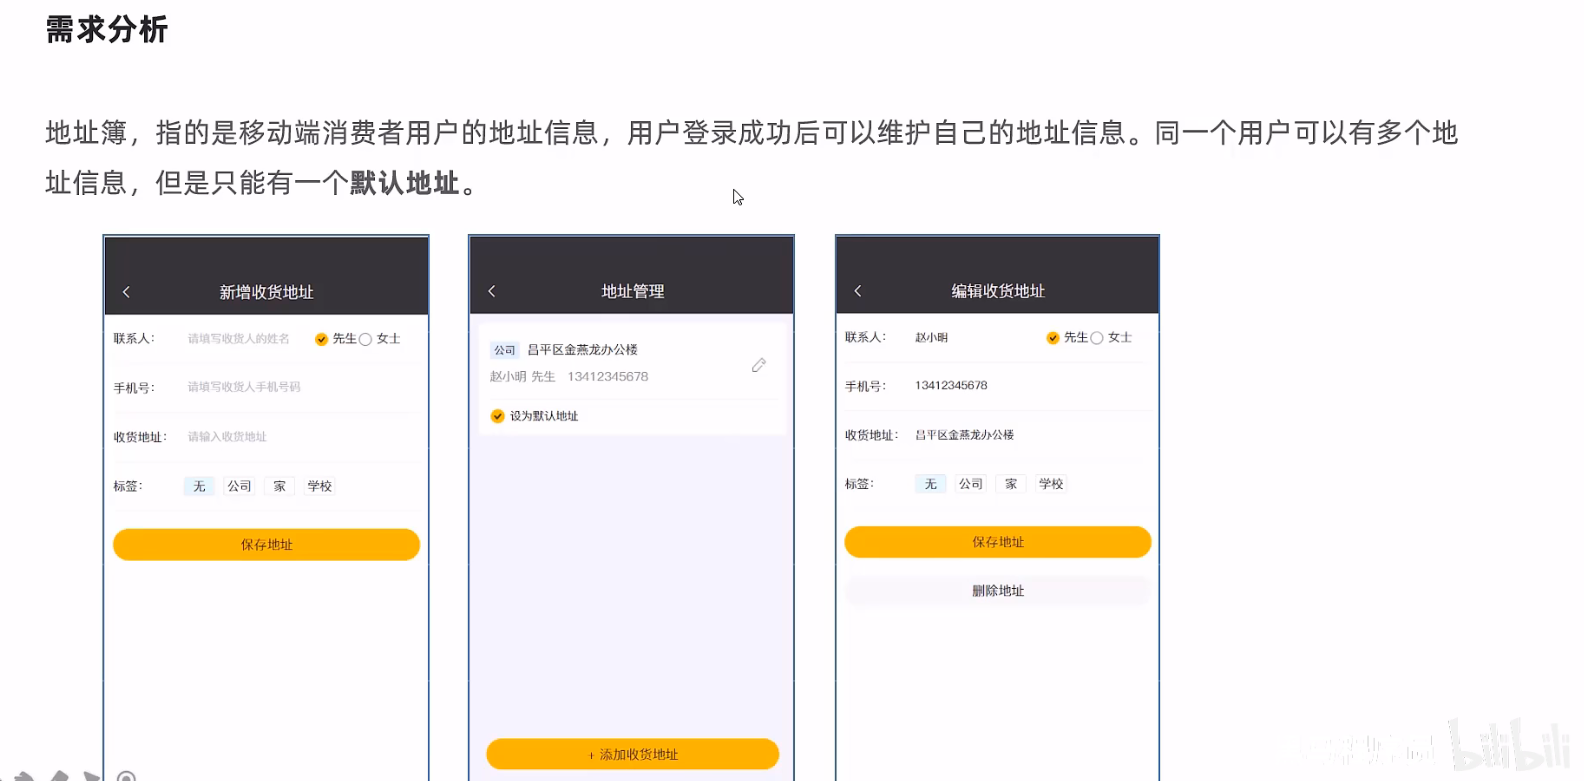 需求分析
地址簿，指的是移动端消费者用户的地址信息，用户登录成功后可以维护自己的地址信息。同一个用户可以有多个地
址信息，但是只能有一个默认地址。
新增收货地址
联系人： 请填写收货人的姓名 先生 女士
手机号： 请填写收货人手机号码
收货地址： 请输入收货地址
标签： 无 公司 家 学校
保存地址
地址管理
公司 昌平区金燕龙办公楼
赵小明 先生 13412345678
设为默认地址
+ 添加收货地址
编辑收货地址
联系人： 赵小明 先生 女士
手机号： 13412345678
收货地址： 昌平区金燕龙办公楼
标签： 无 公司 家 学校
保存地址
删除地址
bilibili